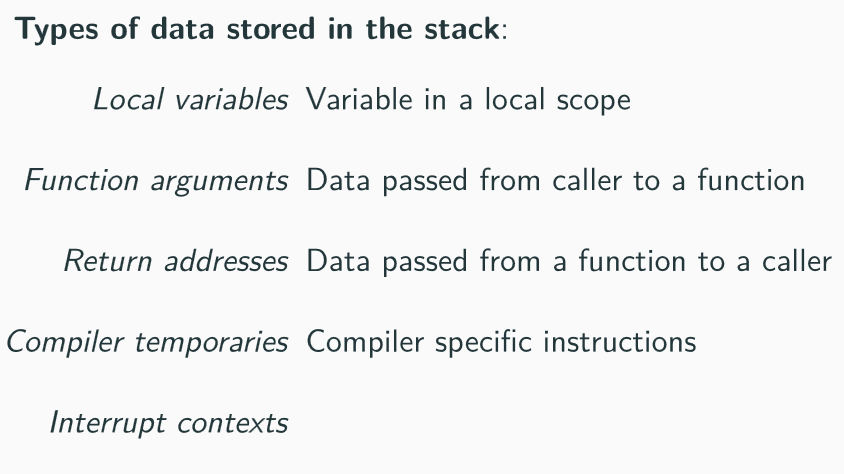 Types of data stored in the stack:
Local variables Variable in a local scope
Function arguments Data passed from caller to a function
Return addresses Data passed from a function to a caller
Compiler temporaries Compiler specific instructions
Interrupt contexts